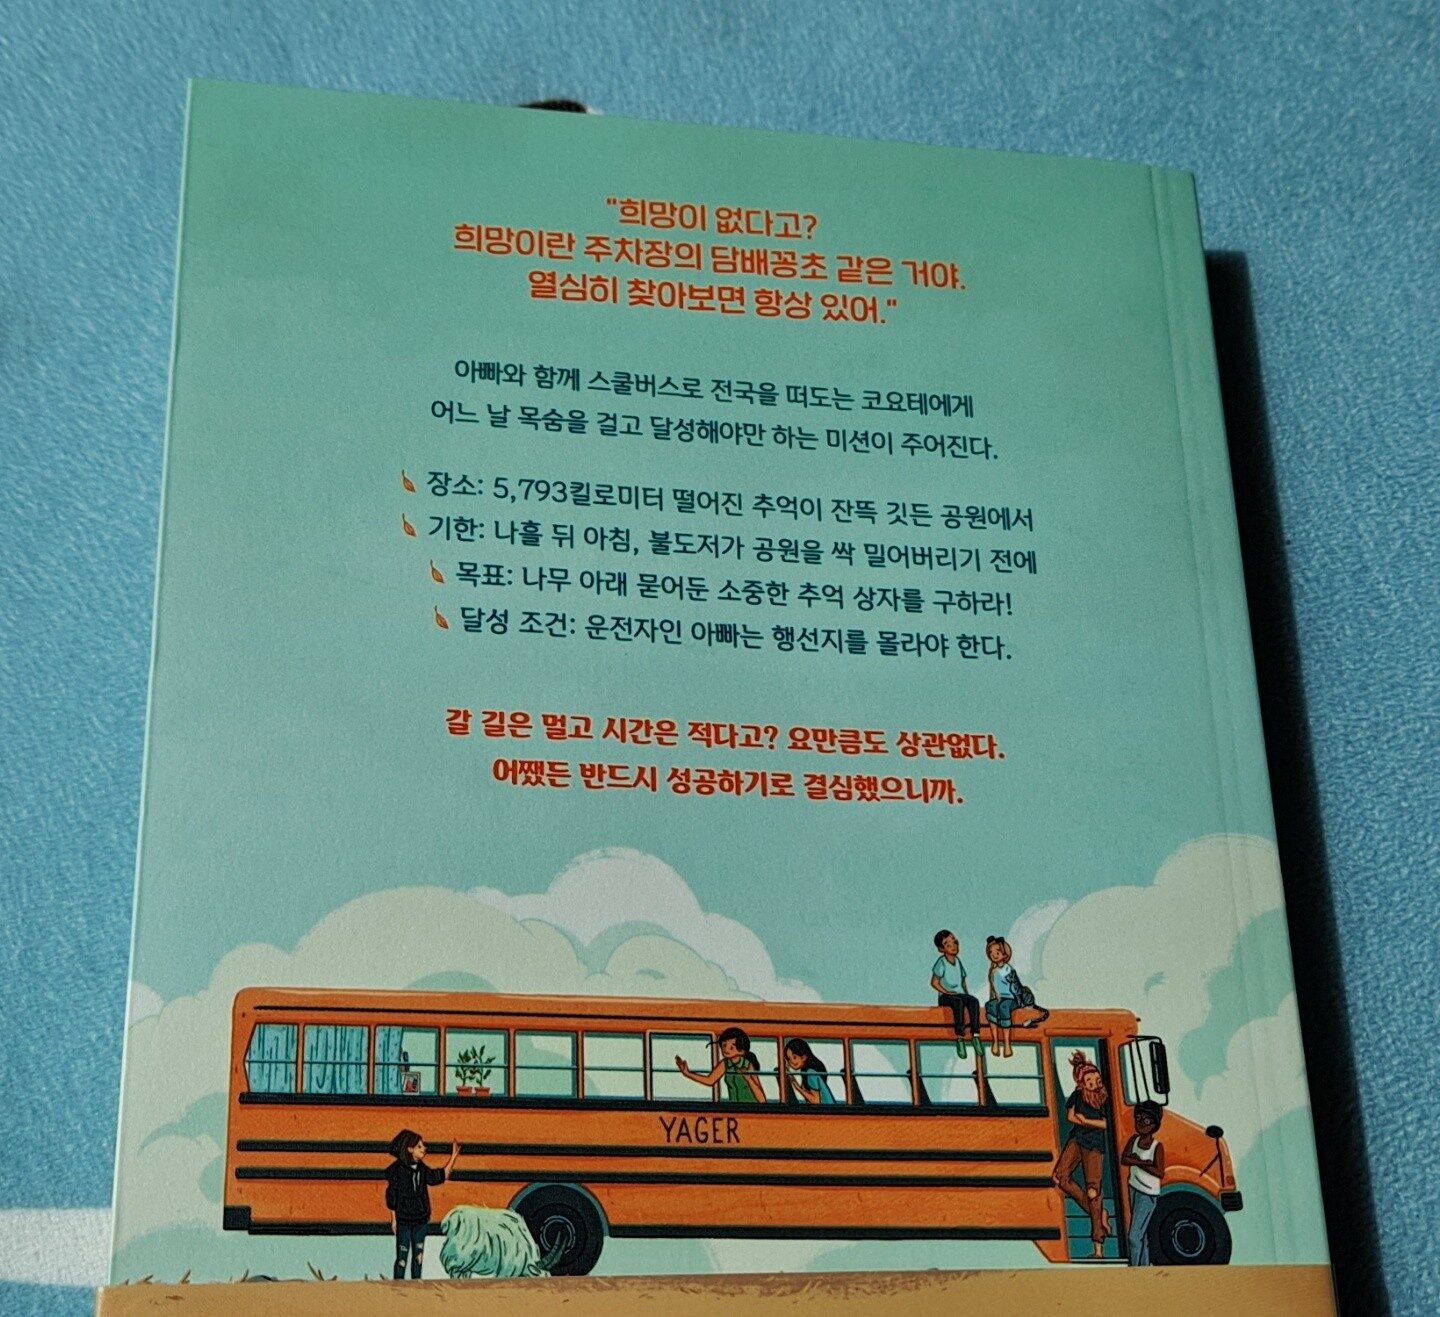 "희망이 없다고?
희망이란 주차장의 담배꽁초 같은 거야.
열심히 찾아보면 항상 있어."
아빠와 함께 스쿨버스로 전국을 떠도는 코요테에게
어느 날 목숨을 걸고 달성해야만 하는 미션이 주어진다.
장소: 5,793킬로미터 떨어진 추억이 잔뜩 깃든 공원에서
기한: 나흘 뒤 아침, 불도저가 공원을 싹 밀어버리기 전에
목표: 나무 아래 묻어둔 소중한 추억 상자를 구하라!
달성 조건: 운전자인 아빠는 행선지를 몰라야 한다.
갈 길은 멀고 시간은 적다고? 요만큼도 상관없다.
어쨌든 반드시 성공하기로 결심했으니까.
YAGER